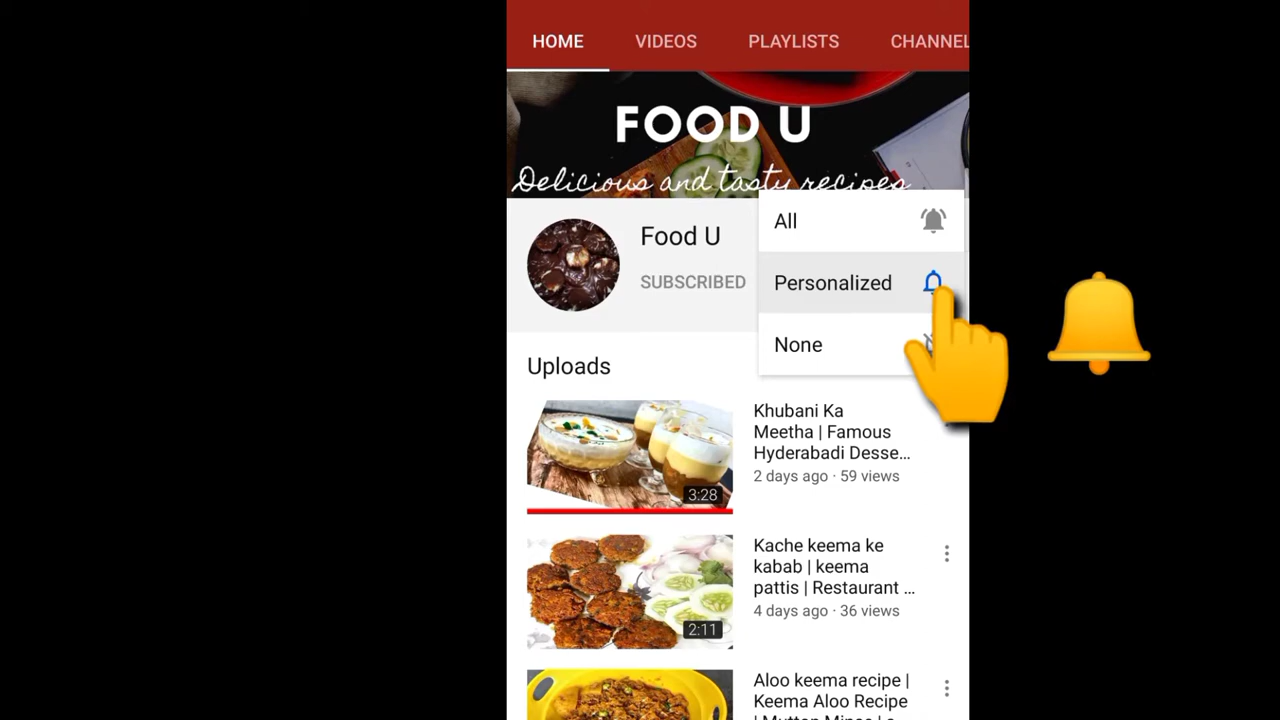 HOME VIDEOS PLAYLISTS CHANNEL
FOOD U
Delicious and tasty recipes
Food U
SUBSCRIBED
All
Personalized
None
Uploads
Khubani Ka
Meetha | Famous
Hyderabadi Desse...
2 days ago · 59 views
3:28
Kache keema ke
kabab | keema
pattis | Restaurant ...
4 days ago · 36 views
2:11
Aloo keema recipe |
Keema Aloo Recipe